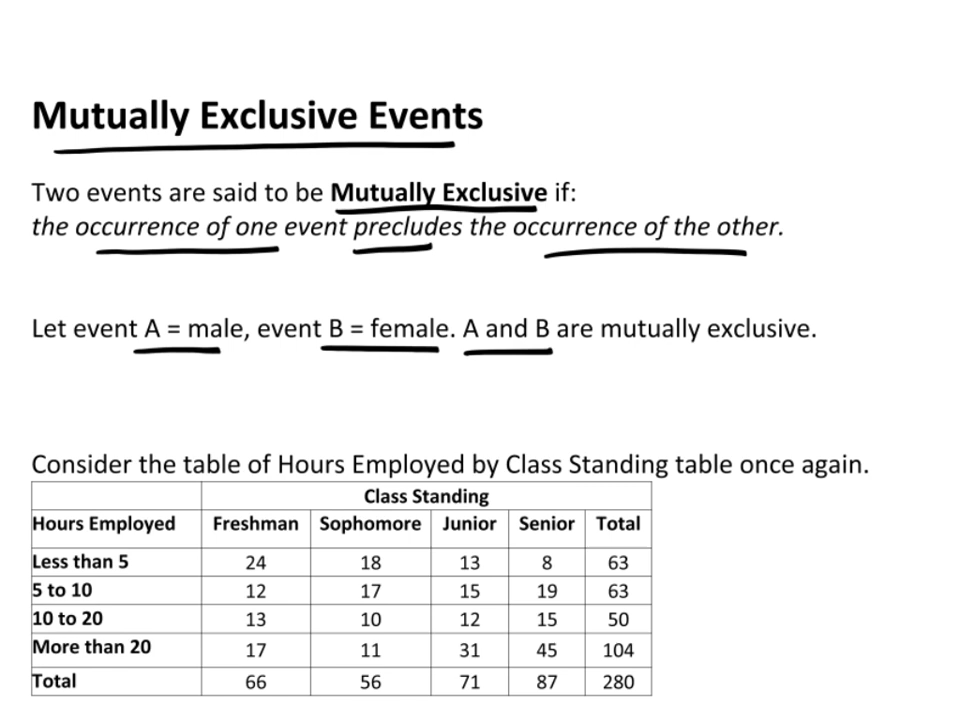 Mutually Exclusive Events
Two events are said to be Mutually Exclusive if:
the occurrence of one event precludes the occurrence of the other.
Let event A = male, event B = female. A and B are mutually exclusive.
Consider the table of Hours Employed by Class Standing table once again.
Class Standing
Hours Employed Freshman Sophomore Junior Senior Total
Less than 5 24 18 13 8 63
5 to 10 12 17 15 19 63
10 to 20 13 10 12 15 50
More than 20 17 11 31 45 104
Total 66 56 71 87 280